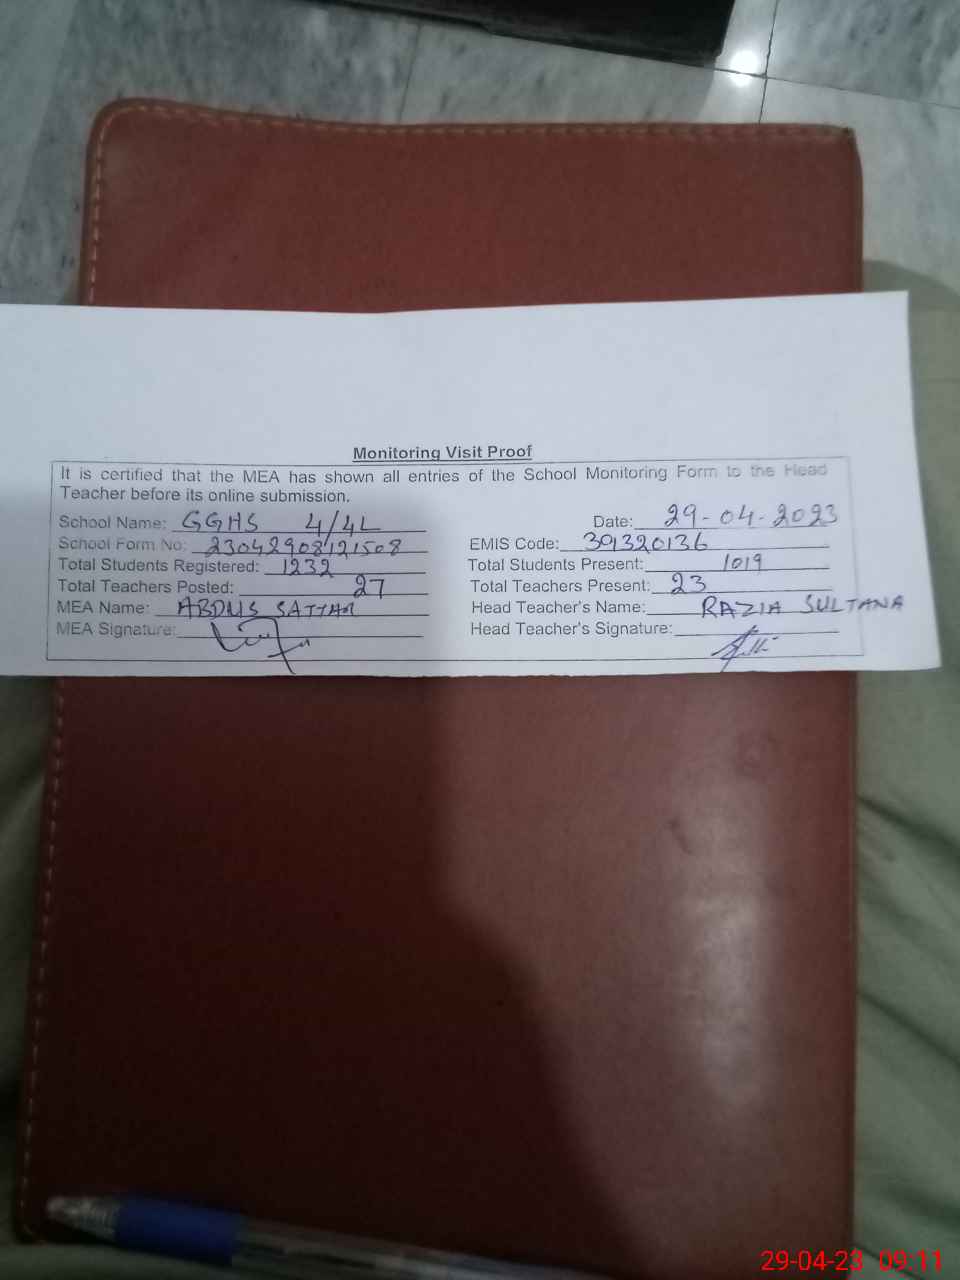 Monitoring Visit Proof
It is certified that the MEA has shown all entries of the School Monitoring Form to the Head
Teacher before its online submission.
School Name: GGHS 4/4L Date: 29-04-2023
School Form No: 23042908121508 EMIS Code: 39132 0136
Total Students Registered: 1232 Total Students Present: 1019
Total Teachers Posted: 27 Total Teachers Present: 23
MEA Name: ABDUS SATTAR Head Teacher's Name: RAZIA SULTANA
MEA Signature: Head Teacher's Signature:
29-04-23 09:11